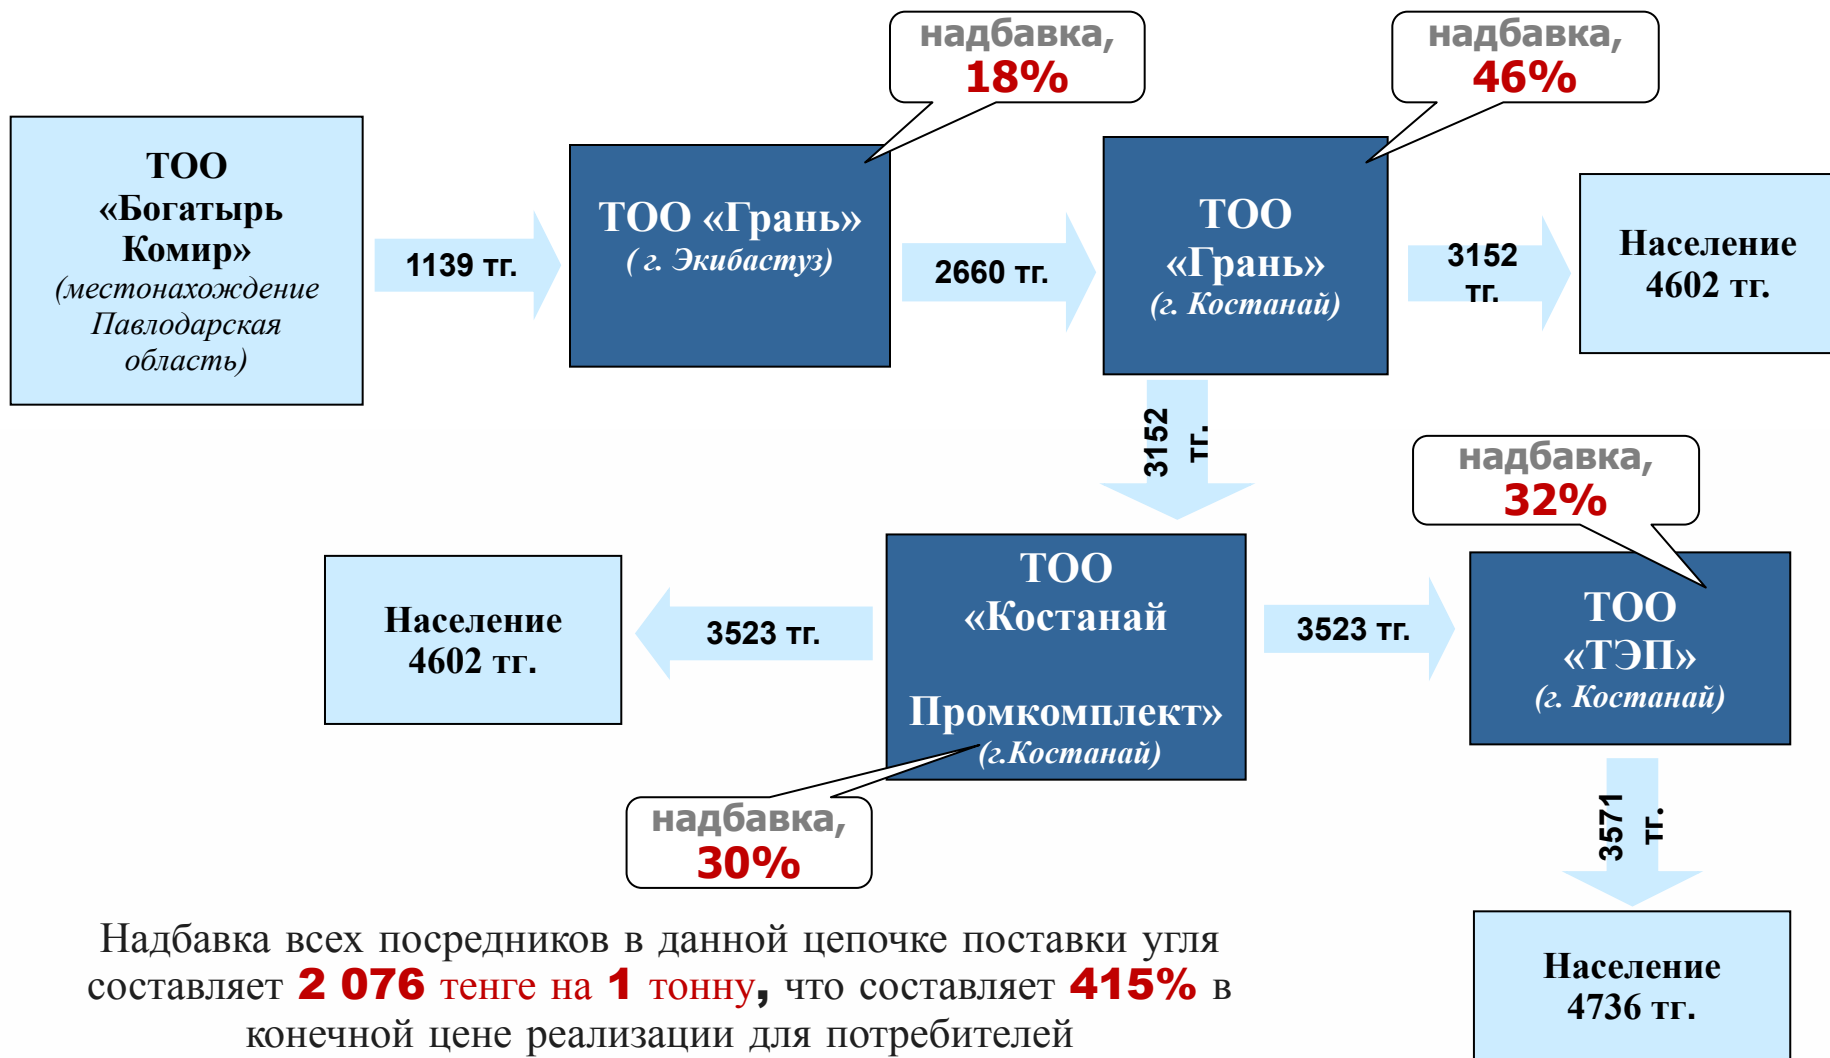 надбавка,
18%
надбавка,
46%
ТОО
«Богатырь
Комир»
(местонахождение
Павлодарская
область)
1139 тг.
ТОО «Грань»
( г. Экибастуз)
2660 тг.
ТОО
«Грань»
(г. Костанай)
3152
тг.
Население
4602 тг.
3152
тг.
надбавка,
32%
Население
4602 тг.
3523 тг.
ТОО
«Костанай
Промкомплект»
(г.Костанай)
3523 тг.
ТОО
«ТЭП»
(г. Костанай)
надбавка,
30%
3571
тг.
Население
4736 тг.
Надбавка всех посредников в данной цепочке поставки угля
составляет 2 076 тенге на 1 тонну, что составляет 415% в
конечной цене реализации для потребителей